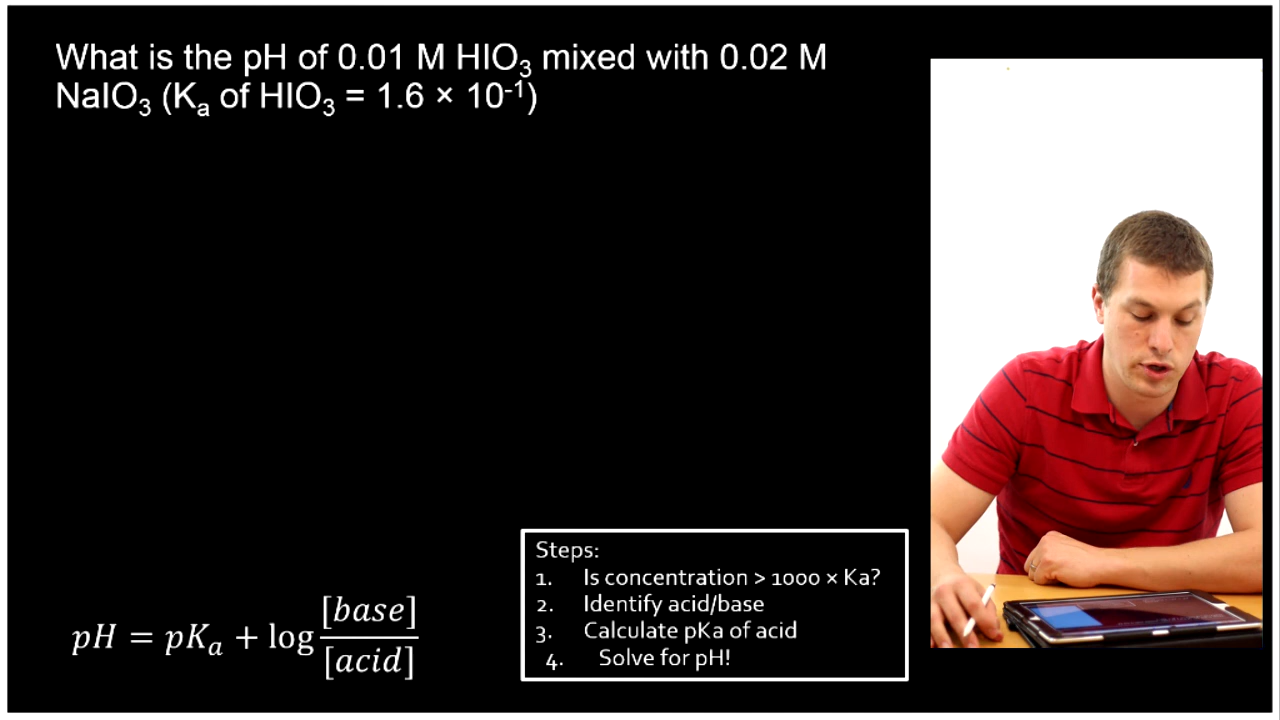 What is the pH of 0.01 M HIO₃ mixed with 0.02 M
NaIO₃ (Kₐ of HIO₃ = 1.6 × 10⁻¹)
Steps:
1. Is concentration > 1000 × Ka?
2. Identify acid/base
3. Calculate pKa of acid
4. Solve for pH!
pH = pKₐ + log [base]/[acid]